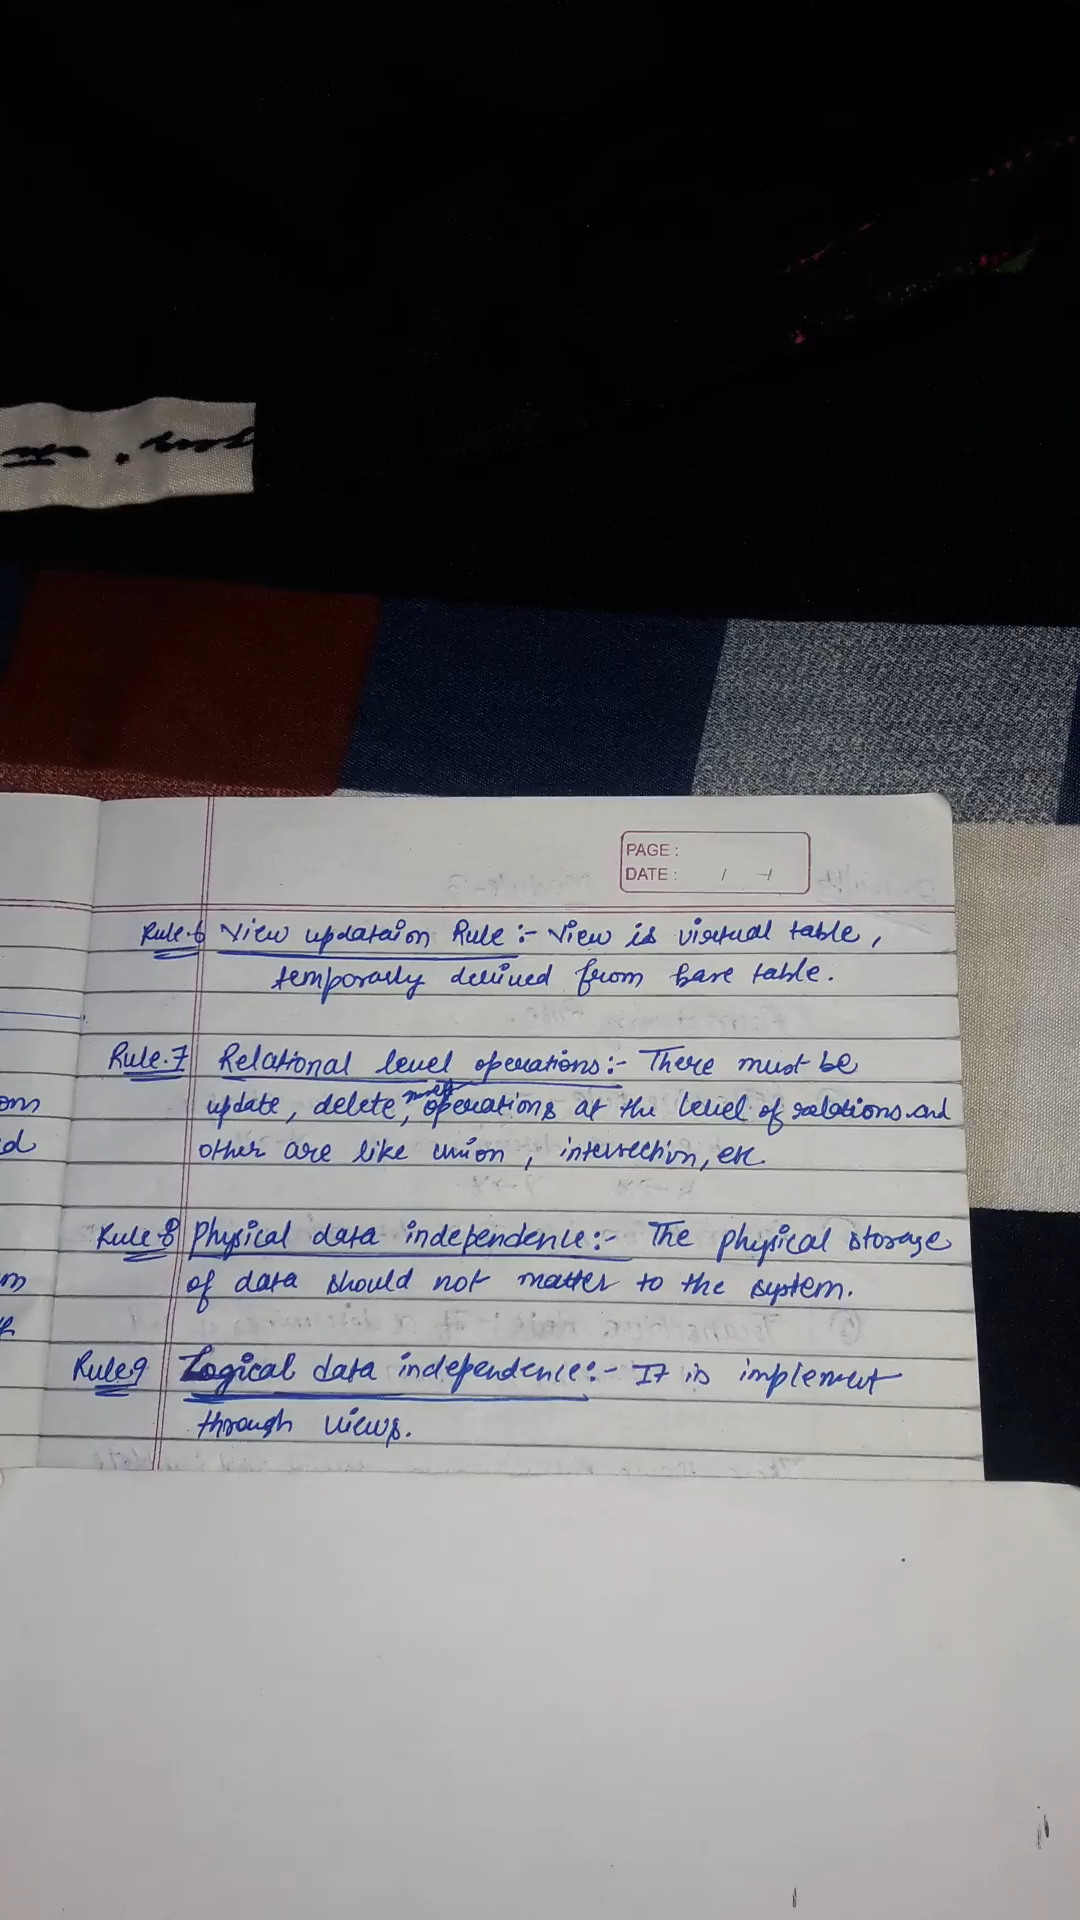 PAGE :
DATE : / /
Rule.6 View updataion Rule :- View is virtual table ,
temporally derived from base table.
Rule.7 Relational level operations :- There must be
update, delete, operations at the level of relations and
other are like union , intersection, etc
Rule 8 Physical data independence :- The physical storage
of data should not matter to the system.
Rule 9 Logical data independence :- It is implement
through views.